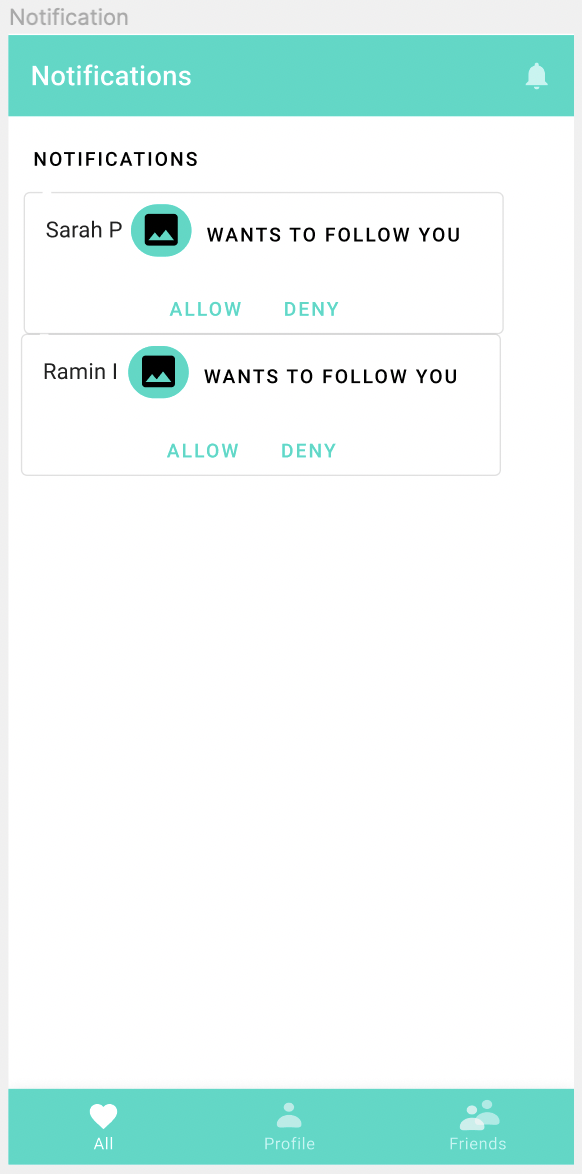 Notification
Notifications
NOTIFICATIONS
Sarah P WANTS TO FOLLOW YOU
ALLOW DENY
Ramin I WANTS TO FOLLOW YOU
ALLOW DENY
All Profile Friends